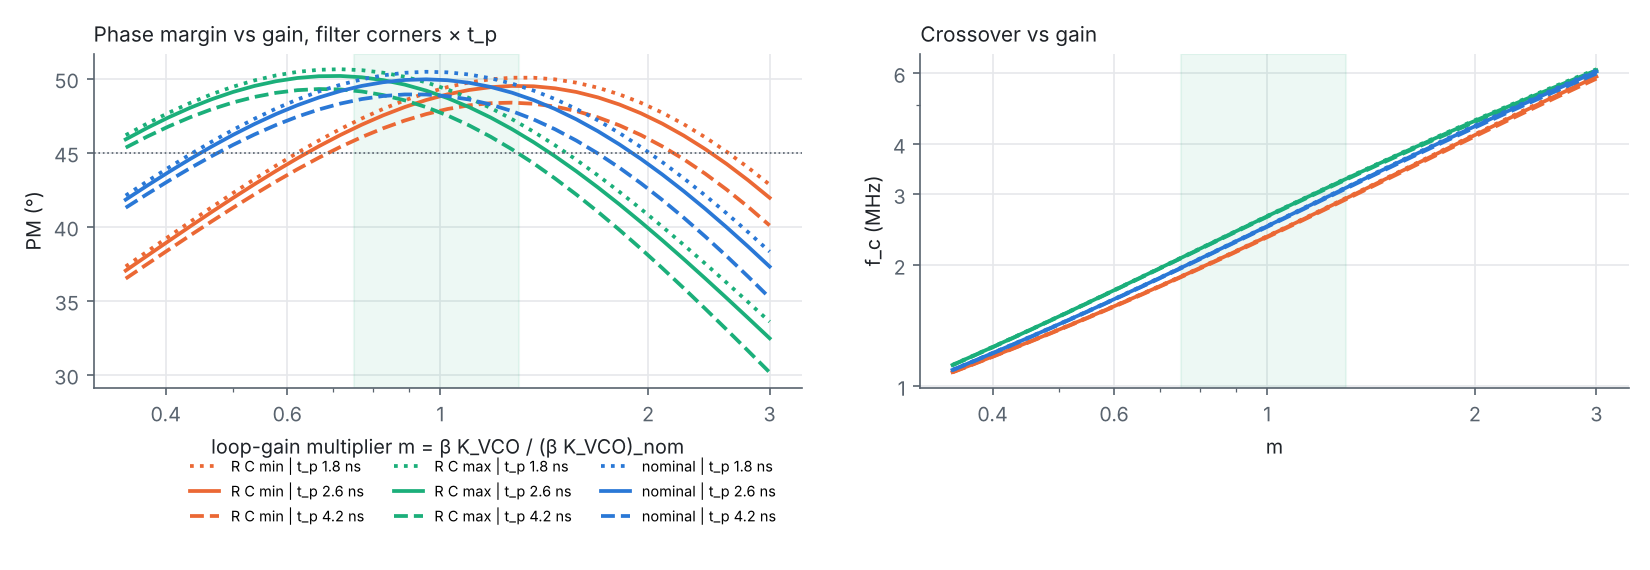 Phase margin vs gain, filter corners × t_p
PM (°)
50
45
40
35
30
0.4 0.6 1 2 3
loop-gain multiplier m = β K_VCO / (β K_VCO)_nom
R C min | t_p 1.8 ns R C max | t_p 1.8 ns nominal | t_p 1.8 ns
R C min | t_p 2.6 ns R C max | t_p 2.6 ns nominal | t_p 2.6 ns
R C min | t_p 4.2 ns R C max | t_p 4.2 ns nominal | t_p 4.2 ns
Crossover vs gain
f_c (MHz)
6
4
3
2
1
0.4 0.6 1 2 3
m